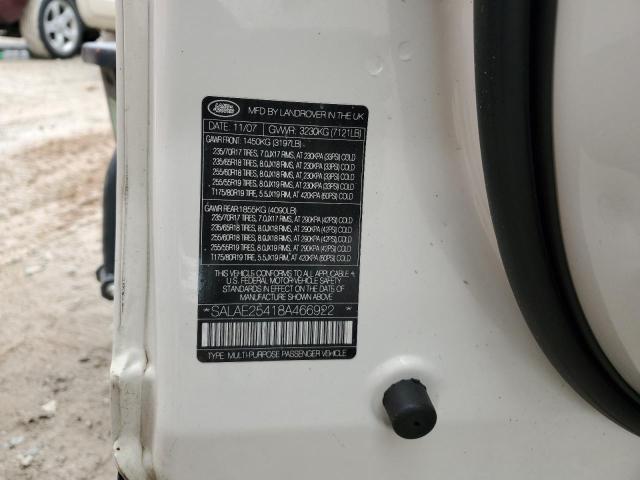 LAND ROVER
MFD BY LANDROVER IN THE UK
DATE: 11/07 GVWR: 3230KG (7121LB)
GAWR FRONT: 1450KG (3197LB)
235/70R17 TIRES, 7.0JX17 RIMS, AT 230KPA (33PSI) COLD
235/65R18 TIRES, 8.0JX18 RIMS, AT 230KPA (33PSI) COLD
255/60R18 TIRES, 8.0JX18 RIMS, AT 230KPA (33PSI) COLD
255/55R19 TIRES, 8.0JX19 RIMS, AT 230KPA (33PSI) COLD
T175/80R19 TIRE, 5.5JX19 RIM, AT 420KPA (60PSI) COLD
GAWR REAR: 1855KG (4090LB)
235/70R17 TIRES, 7.0JX17 RIMS, AT 290KPA (42PSI) COLD
235/65R18 TIRES, 8.0JX18 RIMS, AT 290KPA (42PSI) COLD
255/60R18 TIRES, 8.0JX18 RIMS, AT 290KPA (42PSI) COLD
255/55R19 TIRES, 8.0JX19 RIMS, AT 290KPA (42PSI) COLD
T175/80R19 TIRE, 5.5JX19 RIM, AT 420KPA (60PSI) COLD
THIS VEHICLE CONFORMS TO ALL APPLICABLE
U.S. FEDERAL MOTOR VEHICLE SAFETY
STANDARDS IN EFFECT ON THE DATE OF
MANUFACTURE SHOWN ABOVE
* SALAE25418A466922 *
TYPE: MULTI-PURPOSE PASSENGER VEHICLE